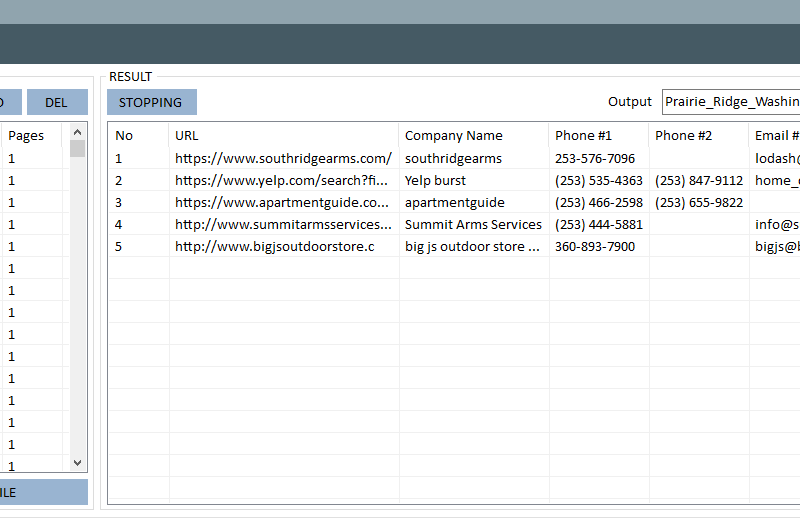 RESULT
DEL
STOPPING
Output
Prairie_Ridge_Washin
Pages
No URL Company Name Phone #1 Phone #2 Email #
1
1 https://www.southridgearms.com/ southridgearms 253-576-7096 lodash@
1
2 https://www.yelp.com/search?fi... Yelp burst (253) 535-4363 (253) 847-9112 home_
1
3 https://www.apartmentguide.co... apartmentguide (253) 466-2598 (253) 655-9822
1
4 http://www.summitarmsservices... Summit Arms Services (253) 444-5881 info@s
1
5 http://www.bigjsoutdoorstore.c big js outdoor store ... 360-893-7900 bigjs@b
1
1
1
1
1
1
1
1
1
1
ILE